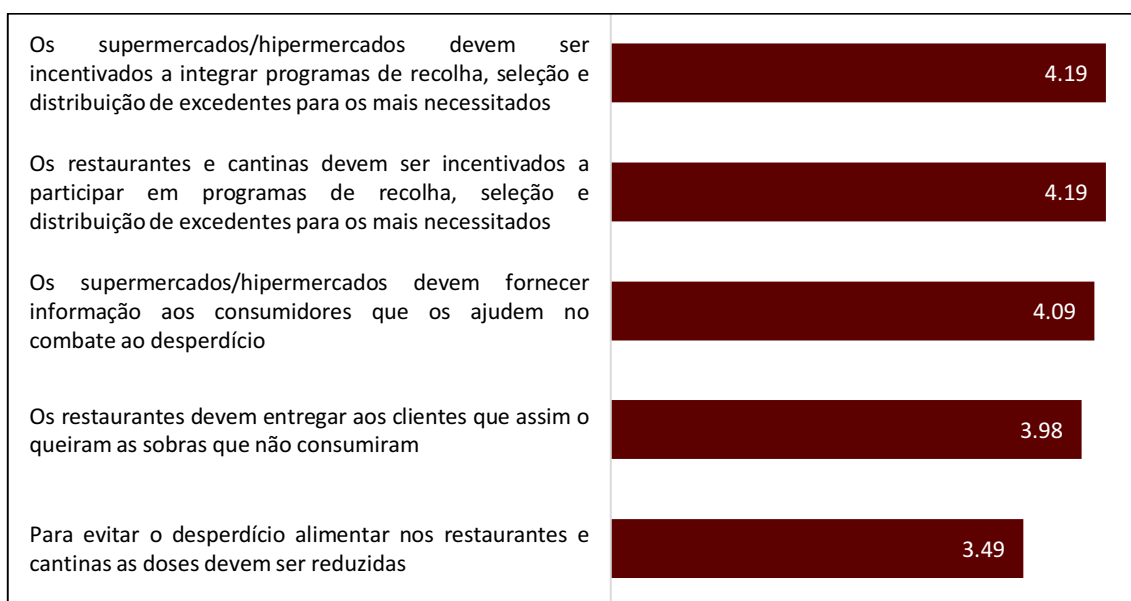 Os supermercados/hipermercados devem ser
incentivados a integrar programas de recolha, seleção e
distribuição de excedentes para os mais necessitados
4.19
Os restaurantes e cantinas devem ser incentivados a
participar em programas de recolha, seleção e
distribuição de excedentes para os mais necessitados
4.19
Os supermercados/hipermercados devem fornecer
informação aos consumidores que os ajudem no
combate ao desperdício
4.09
Os restaurantes devem entregar aos clientes que assim o
queiram as sobras que não consumiram
3.98
Para evitar o desperdício alimentar nos restaurantes e
cantinas as doses devem ser reduzidas
3.49